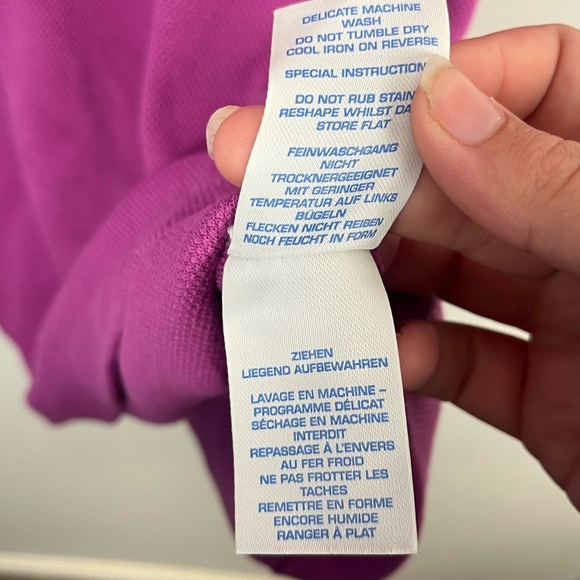 DELICATE MACHINE
WASH
DO NOT TUMBLE DRY
COOL IRON ON REVERSE
SPECIAL INSTRUCTION
DO NOT RUB STAIN
RESHAPE WHILST DA
STORE FLAT
FEINWASCHGANG
NICHT
TROCKNERGEEIGNET
MIT GERINGER
TEMPERATUR AUF LINKS
BÜGELN
FLECKEN NICHT REIBEN
NOCH FEUCHT IN FORM
ZIEHEN
LIEGEND AUFBEWAHREN
LAVAGE EN MACHINE –
PROGRAMME DÉLICAT
SÉCHAGE EN MACHINE
INTERDIT
REPASSAGE À L'ENVERS
AU FER FROID
NE PAS FROTTER LES
TACHES
REMETTRE EN FORME
ENCORE HUMIDE
RANGER À PLAT